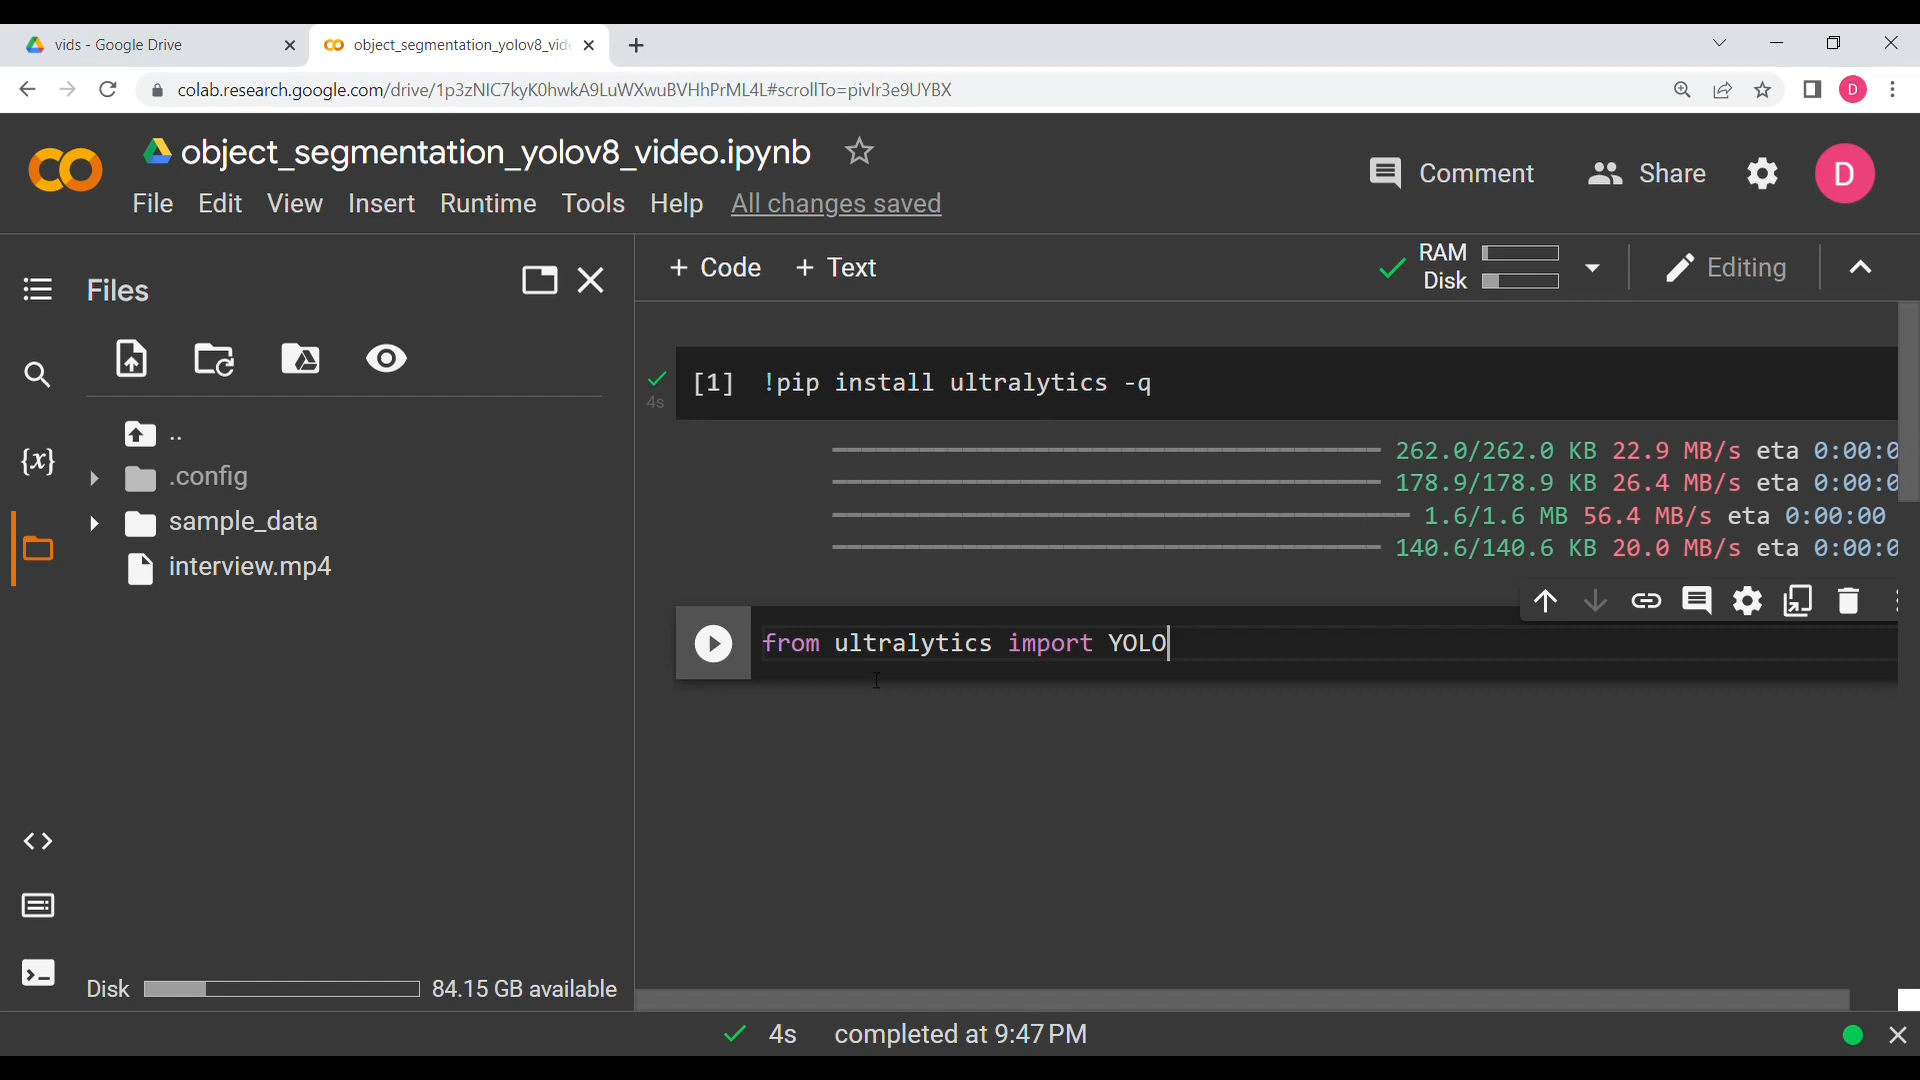 vids - Google Drive
object_segmentation_yolov8_vid
colab.research.google.com/drive/1p3zNIC7kyK0hwkA9LuWXwuBVHhPrML4L#scrollTo=pivIr3e9UYBX
D
object_segmentation_yolov8_video.ipynb
Comment
Share
D
File Edit View Insert Runtime Tools Help All changes saved
Files
+ Code + Text
RAM
Disk
Editing
[1] !pip install ultralytics -q
4s
..
.config
{x}
sample_data
interview.mp4
262.0/262.0 KB 22.9 MB/s eta 0:00:0
178.9/178.9 KB 26.4 MB/s eta 0:00:0
1.6/1.6 MB 56.4 MB/s eta 0:00:00
140.6/140.6 KB 20.0 MB/s eta 0:00:0
from ultralytics import YOLO
Disk 84.15 GB available
4s completed at 9:47 PM